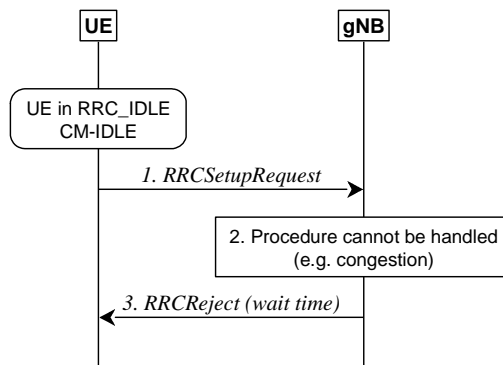 UE
gNB
UE in RRC_IDLE
CM-IDLE
1. RRCSetupRequest
2. Procedure cannot be handled
(e.g. congestion)
3. RRCReject (wait time)